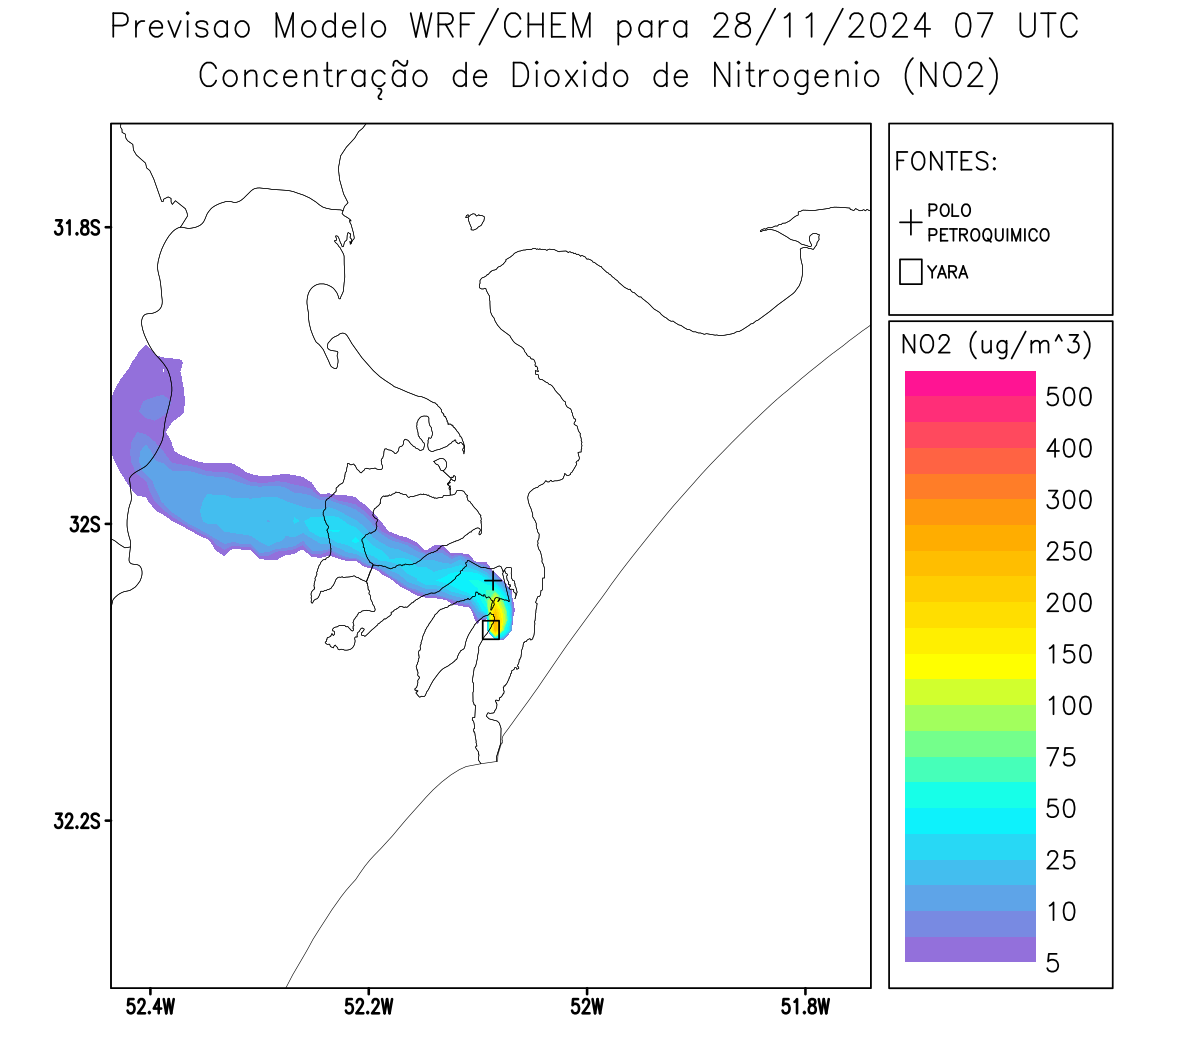 Previsao Modelo WRF/CHEM para 28/11/2024 07 UTC
Concentração de Dioxido de Nitrogenio (NO2)
FONTES:
POLO
PETROQUIMICO
YARA
NO2 (ug/m^3)
500
400
300
250
200
150
100
75
50
25
10
5
31.8S
32S
32.2S
52.4W
52.2W
52W
51.8W